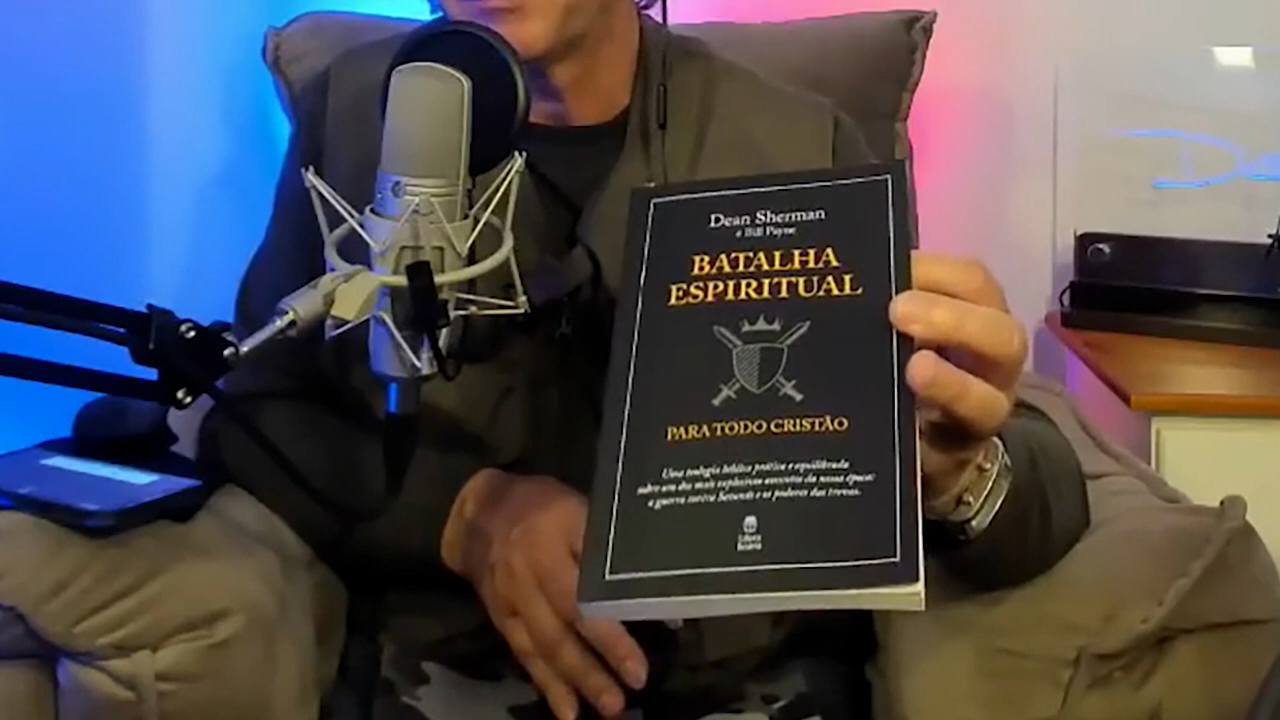 Dean Sherman
e Bill Payne
BATALHA
ESPIRITUAL
PARA TODO CRISTÃO
Uma teologia bíblica prática e equilibrada
sobre um dos mais explosivos assuntos da nossa época:
a guerra contra Satanás e os poderes das trevas.
Editora